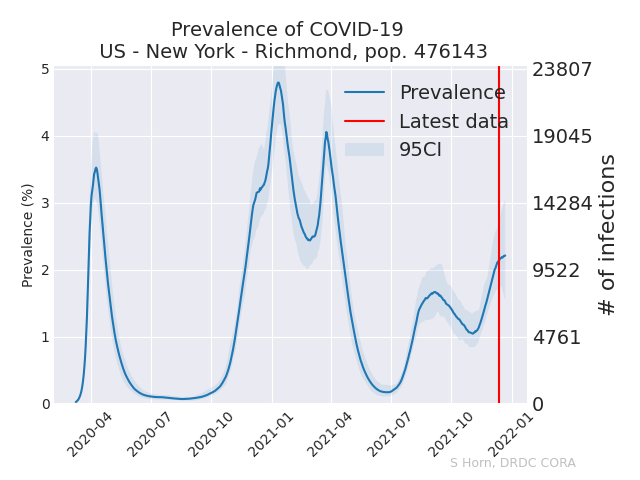 Prevalence of COVID-19
US - New York - Richmond, pop. 476143
Prevalence (%)
5
4
3
2
1
0
Prevalence
Latest data
95CI
23807
19045
14284
9522
4761
0
# of infections
2020-04
2020-07
2020-10
2021-01
2021-04
2021-07
2021-10
2022-01
S Horn, DRDC CORA